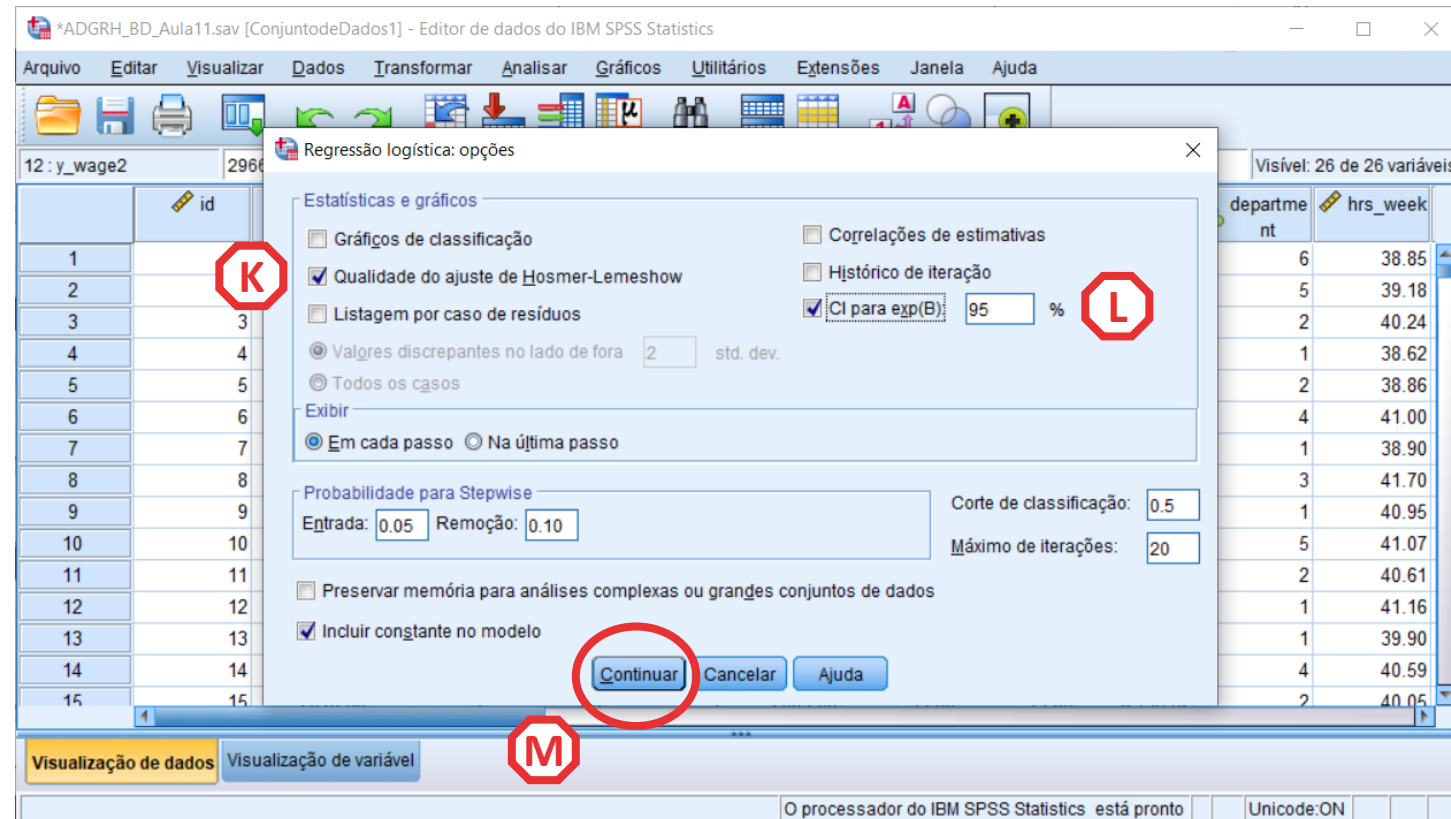 *ADGRH_BD_Aula11.sav [ConjuntodeDados1] - Editor de dados do IBM SPSS Statistics
Arquivo Editar Visualizar Dados Transformar Analisar Gráficos Utilitários Extensões Janela Ajuda
12 : y_wage2 2966 Visível: 26 de 26 variáveis
Regressão logística: opções
id
departme
nt
hrs_week
Estatísticas e gráficos
Gráficos de classificação
Correlações de estimativas
K
Qualidade do ajuste de Hosmer-Lemeshow
Histórico de iteração
Listagem por caso de resíduos
CI para exp(B): 95 %
L
Valores discrepantes no lado de fora 2 std. dev.
Todos os casos
Exibir
Em cada passo Na última passo
Probabilidade para Stepwise
Entrada: 0.05 Remoção: 0.10
Corte de classificação: 0.5
Máximo de iterações: 20
Preservar memória para análises complexas ou grandes conjuntos de dados
Incluir constante no modelo
Continuar Cancelar Ajuda
M
1 6 38.85
2 5 39.18
3 3 2 40.24
4 4 1 38.62
5 5 2 38.86
6 6 4 41.00
7 7 1 38.90
8 8 3 41.70
9 9 1 40.95
10 10 5 41.07
11 11 2 40.61
12 12 1 41.16
13 13 1 39.90
14 14 4 40.59
15 15 2 40.05
Visualização de dados Visualização de variável
O processador do IBM SPSS Statistics está pronto Unicode:ON